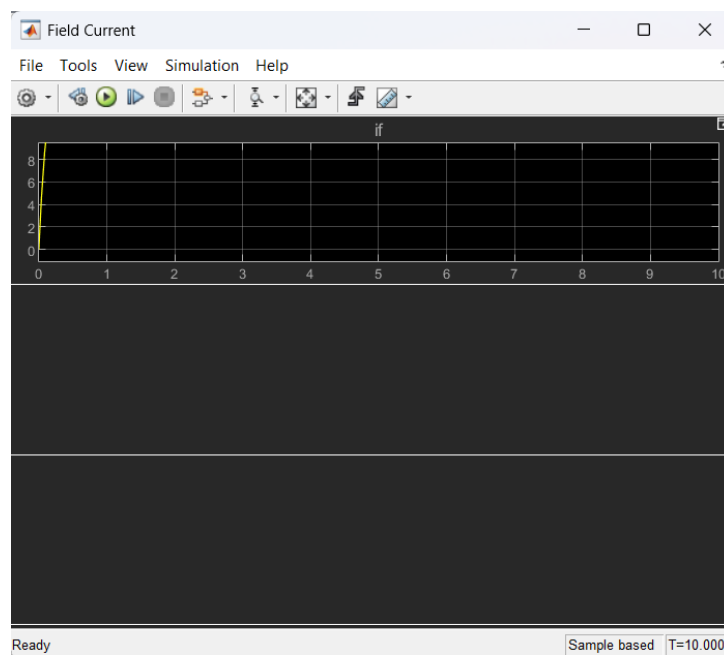 Field Current
File Tools View Simulation Help
if
8
6
4
2
0
0 1 2 3 4 5 6 7 8 9 10
Ready Sample based T=10.000